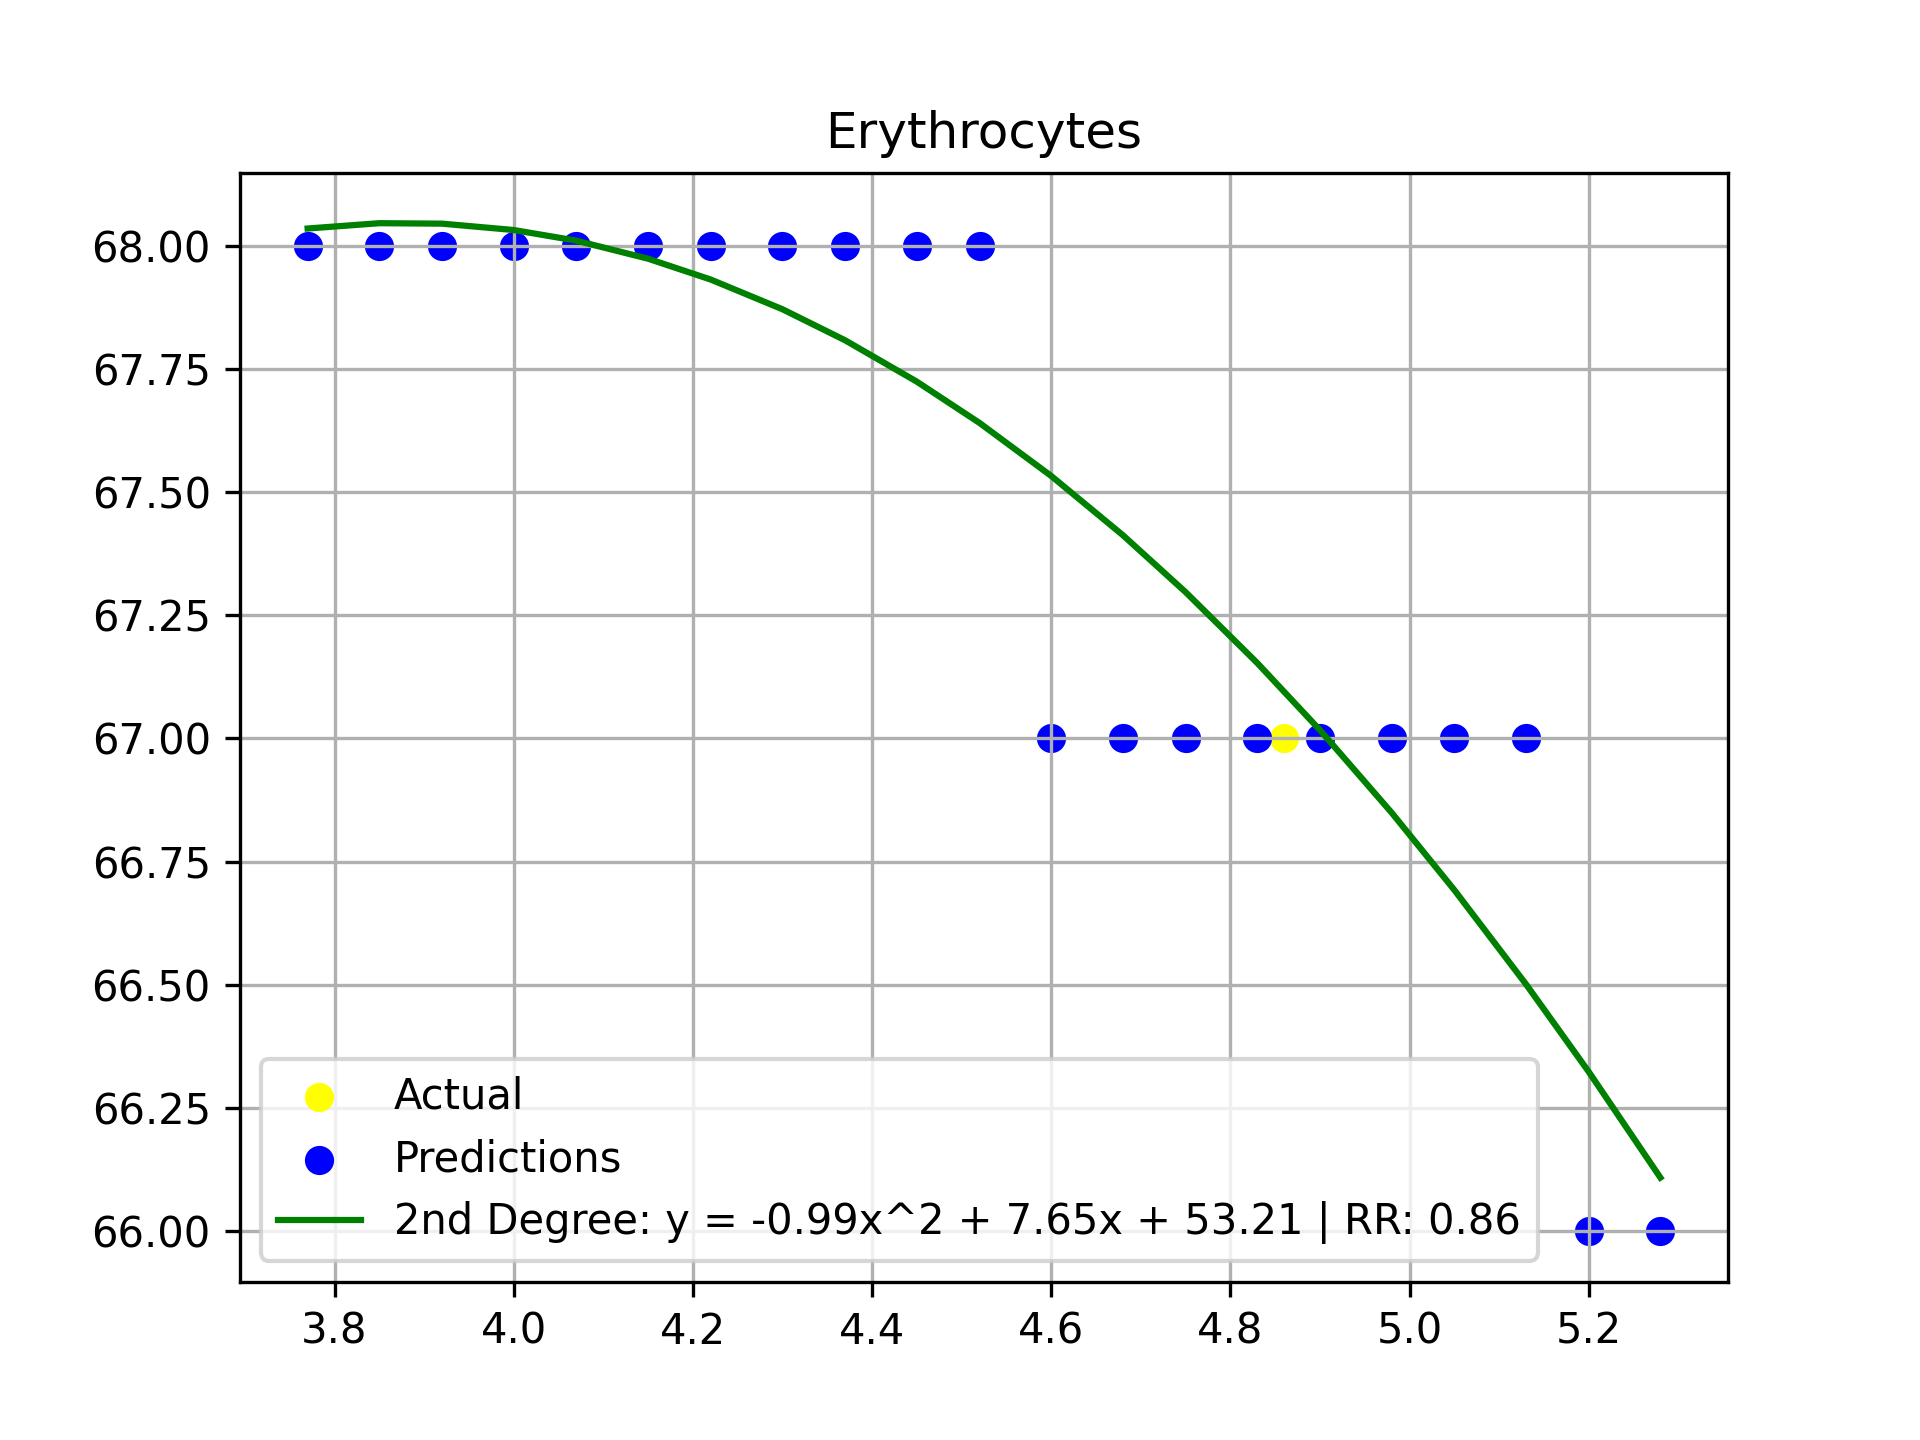 Erythrocytes
68.00
67.75
67.50
67.25
67.00
66.75
66.50
66.25
66.00
Actual
Predictions
2nd Degree: y = -0.99x^2 + 7.65x + 53.21 | RR: 0.86
3.8 4.0 4.2 4.4 4.6 4.8 5.0 5.2